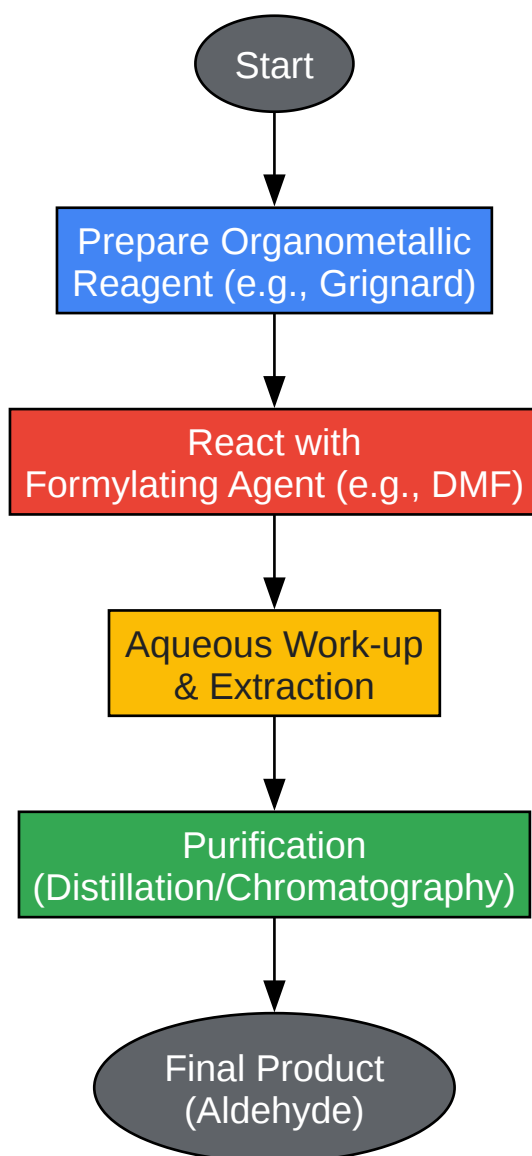 Start
Prepare Organometallic
Reagent (e.g., Grignard)
React with
Formylating Agent (e.g., DMF)
Aqueous Work-up
& Extraction
Purification
(Distillation/Chromatography)
Final Product
(Aldehyde)